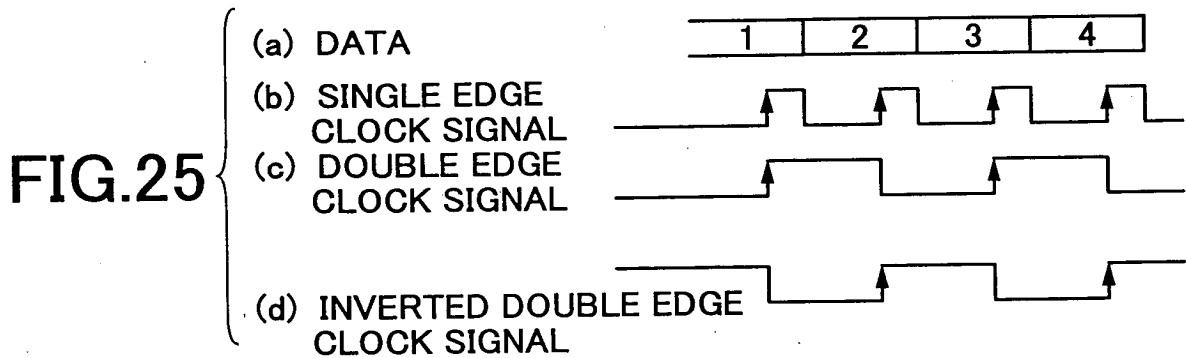 FIG.25
(a) DATA
1 2 3 4
(b) SINGLE EDGE
CLOCK SIGNAL
(c) DOUBLE EDGE
CLOCK SIGNAL
(d) INVERTED DOUBLE EDGE
CLOCK SIGNAL